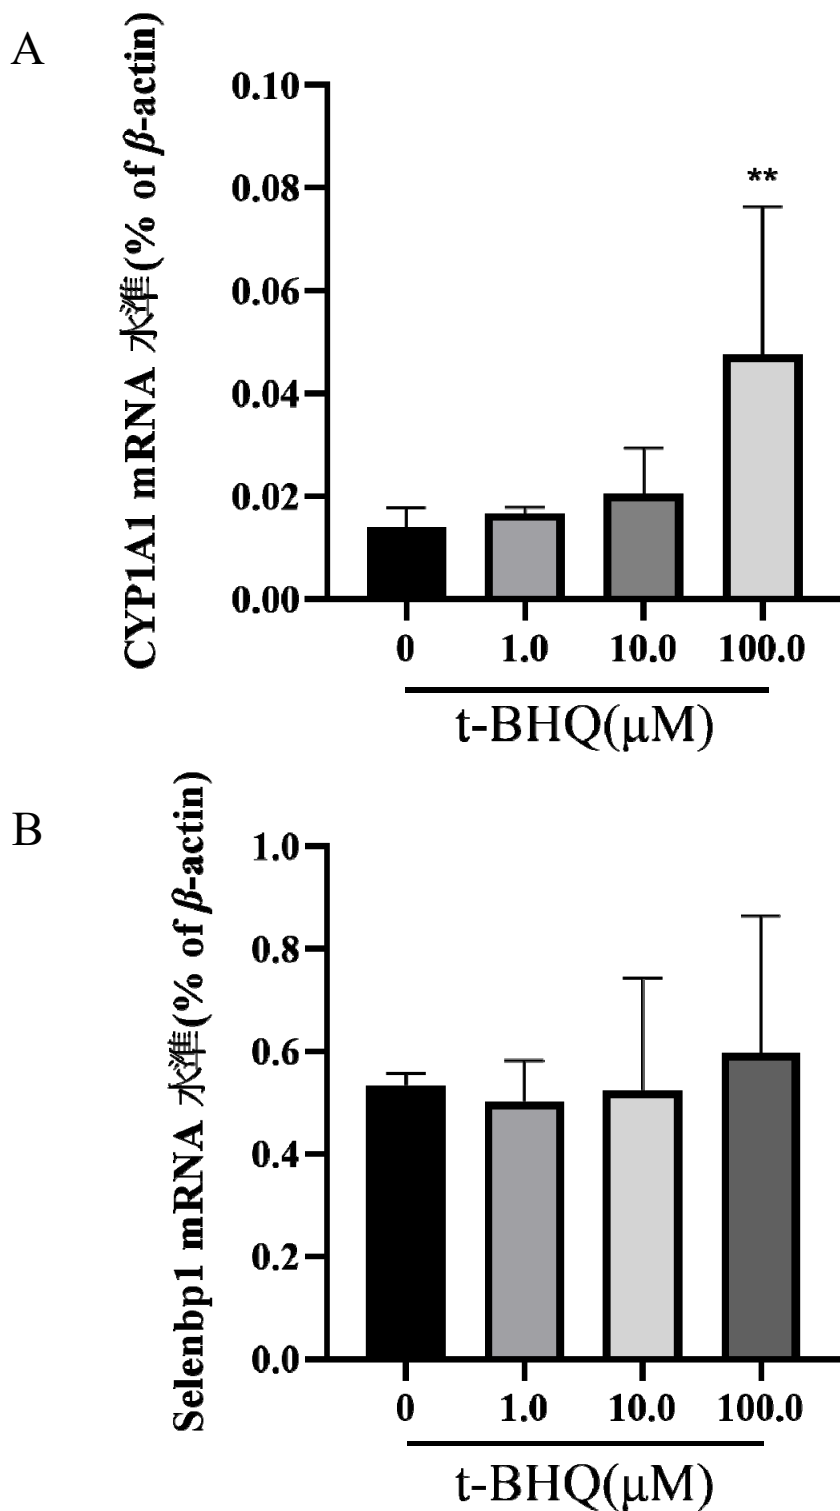 A
CYP1A1 mRNA 水準(% of β-actin)
0.10
0.08
0.06
0.04
0.02
0.00
**
0 1.0 10.0 100.0
t-BHQ(μM)
B
Selenbp1 mRNA 水準(% of β-actin)
1.0
0.8
0.6
0.4
0.2
0.0
0 1.0 10.0 100.0
t-BHQ(μM)